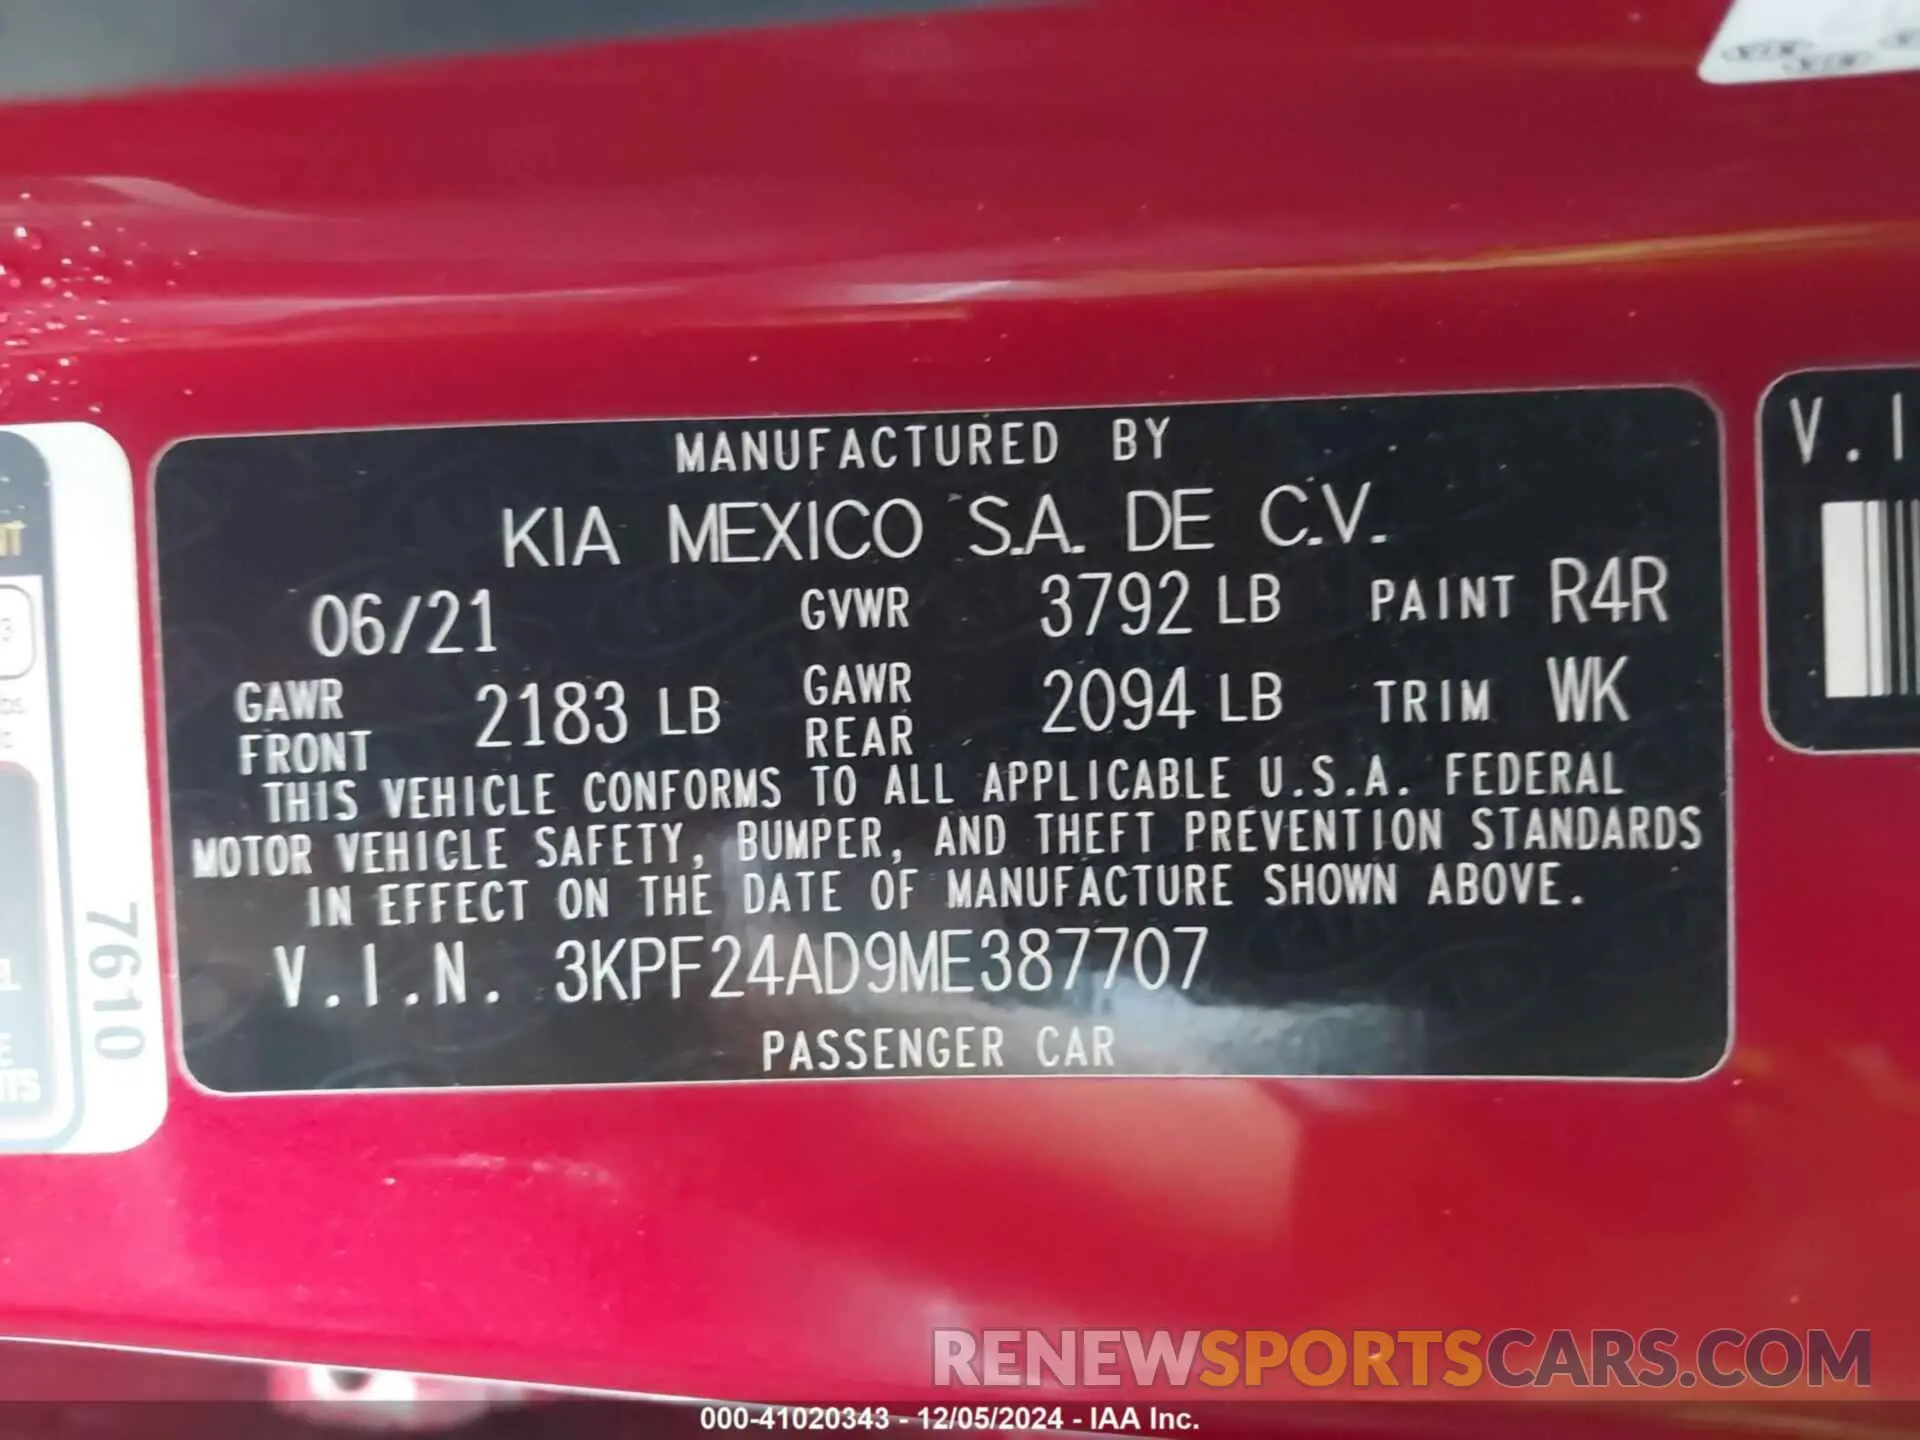 KIA
KIA
MANUFACTURED BY
KIA MEXICO S.A. DE C.V.
06/21 GVWR 3792 LB PAINT R4R
GAWR FRONT 2183 LB GAWR REAR 2094 LB TRIM WK
THIS VEHICLE CONFORMS TO ALL APPLICABLE U.S.A. FEDERAL
MOTOR VEHICLE SAFETY, BUMPER, AND THEFT PREVENTION STANDARDS
IN EFFECT ON THE DATE OF MANUFACTURE SHOWN ABOVE.
V.I.N. 3KPF24AD9ME387707
PASSENGER CAR
7610
V.I
RENEWSPORTSCARS.COM
000-41020343 - 12/05/2024 - IAA Inc.